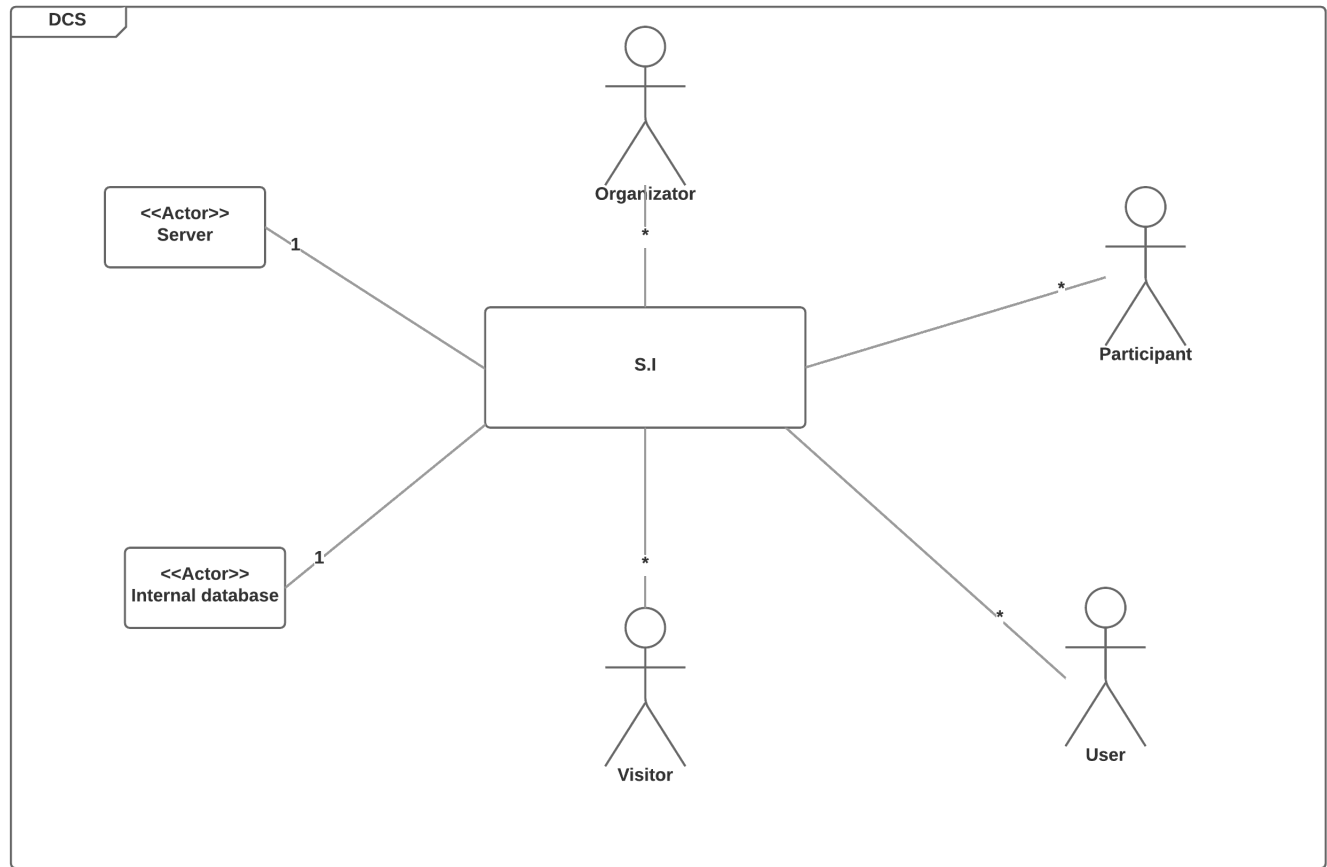 DCS
Organizator
*
<<Actor>>
Server
1
*
Participant
S.I
<<Actor>>
Internal database
1
*
Visitor
*
User